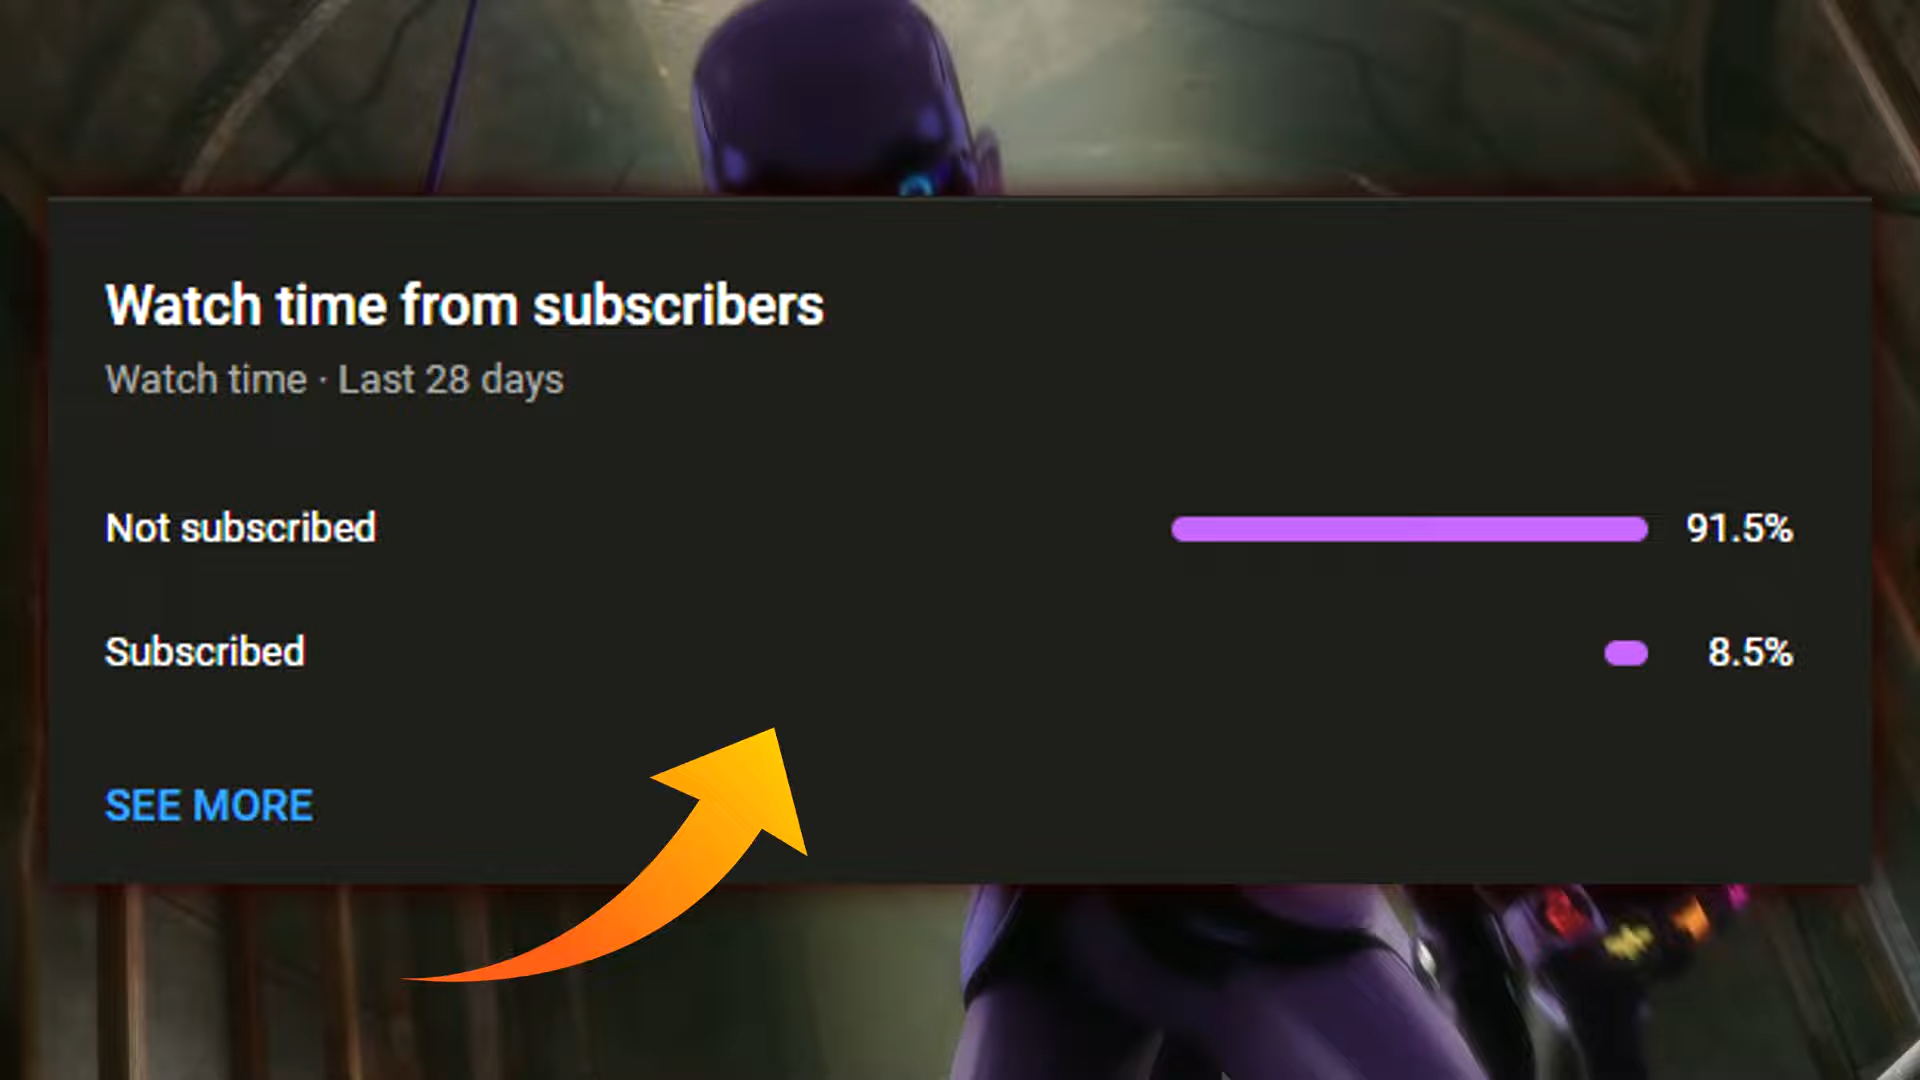 Watch time from subscribers
Watch time · Last 28 days
Not subscribed 91.5%
Subscribed 8.5%
SEE MORE